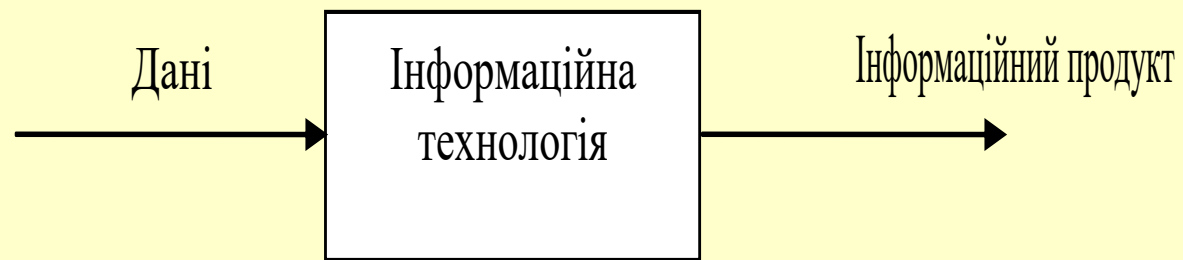 Дані
Інформаційна
технологія
Інформаційний продукт